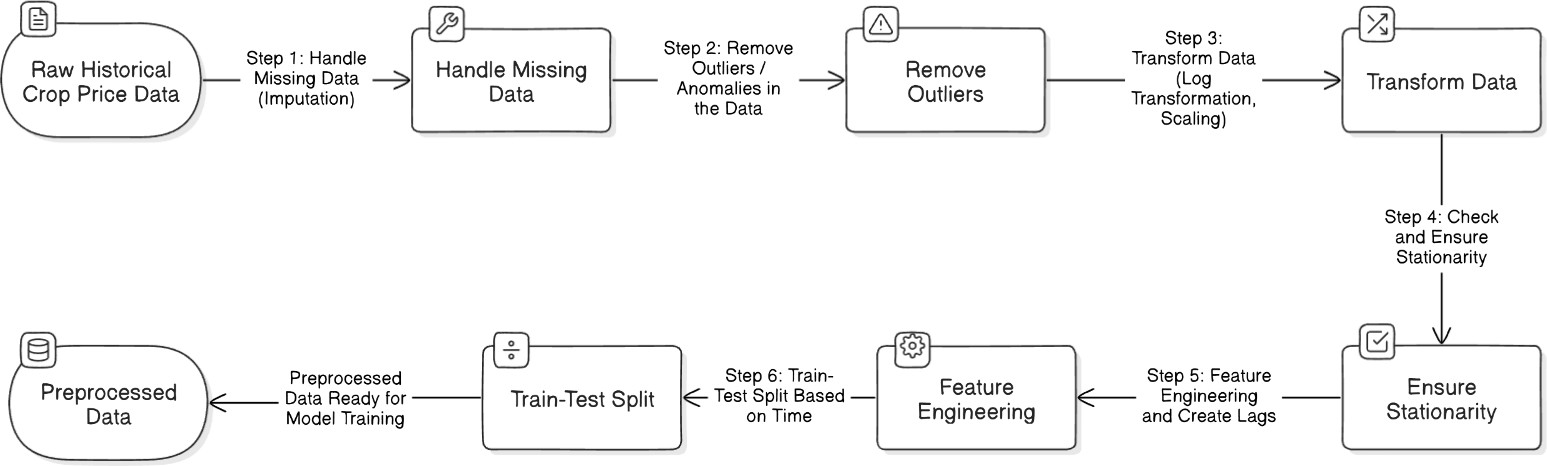 Raw Historical
Crop Price Data
Step 1: Handle
Missing Data
(Imputation)
Handle Missing
Data
Step 2: Remove
Outliers /
Anomalies in
the Data
Remove
Outliers
Step 3:
Transform Data
(Log
Transformation,
Scaling)
Transform Data
Step 4: Check
and Ensure
Stationarity
Ensure
Stationarity
Step 5: Feature
Engineering
and Create Lags
Feature
Engineering
Step 6: Train-
Test Split Based
on Time
Train-Test Split
Preprocessed
Data Ready for
Model Training
Preprocessed
Data